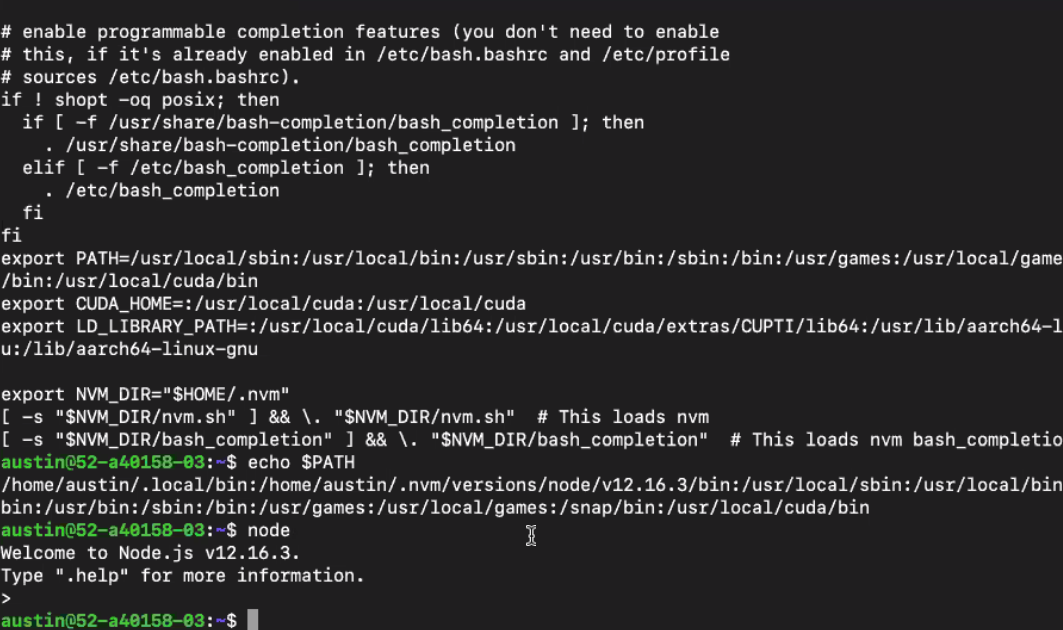 # enable programmable completion features (you don't need to enable
# this, if it's already enabled in /etc/bash.bashrc and /etc/profile
# sources /etc/bash.bashrc).
if ! shopt -oq posix; then
  if [ -f /usr/share/bash-completion/bash_completion ]; then
    . /usr/share/bash-completion/bash_completion
  elif [ -f /etc/bash_completion ]; then
    . /etc/bash_completion
  fi
fi
export PATH=/usr/local/sbin:/usr/local/bin:/usr/sbin:/usr/bin:/sbin:/bin:/usr/games:/usr/local/game
/bin:/usr/local/cuda/bin
export CUDA_HOME=:/usr/local/cuda:/usr/local/cuda
export LD_LIBRARY_PATH=:/usr/local/cuda/lib64:/usr/local/cuda/extras/CUPTI/lib64:/usr/lib/aarch64-l
u:/lib/aarch64-linux-gnu
export NVM_DIR="$HOME/.nvm"
[ -s "$NVM_DIR/nvm.sh" ] && \. "$NVM_DIR/nvm.sh"  # This loads nvm
[ -s "$NVM_DIR/bash_completion" ] && \. "$NVM_DIR/bash_completion"  # This loads nvm bash_completio
austin@52-a40158-03:~$ echo $PATH
/home/austin/.local/bin:/home/austin/.nvm/versions/node/v12.16.3/bin:/usr/local/sbin:/usr/local/bin
bin:/usr/bin:/sbin:/bin:/usr/games:/usr/local/games:/snap/bin:/usr/local/cuda/bin
austin@52-a40158-03:~$ node
Welcome to Node.js v12.16.3.
Type ".help" for more information.
>
austin@52-a40158-03:~$